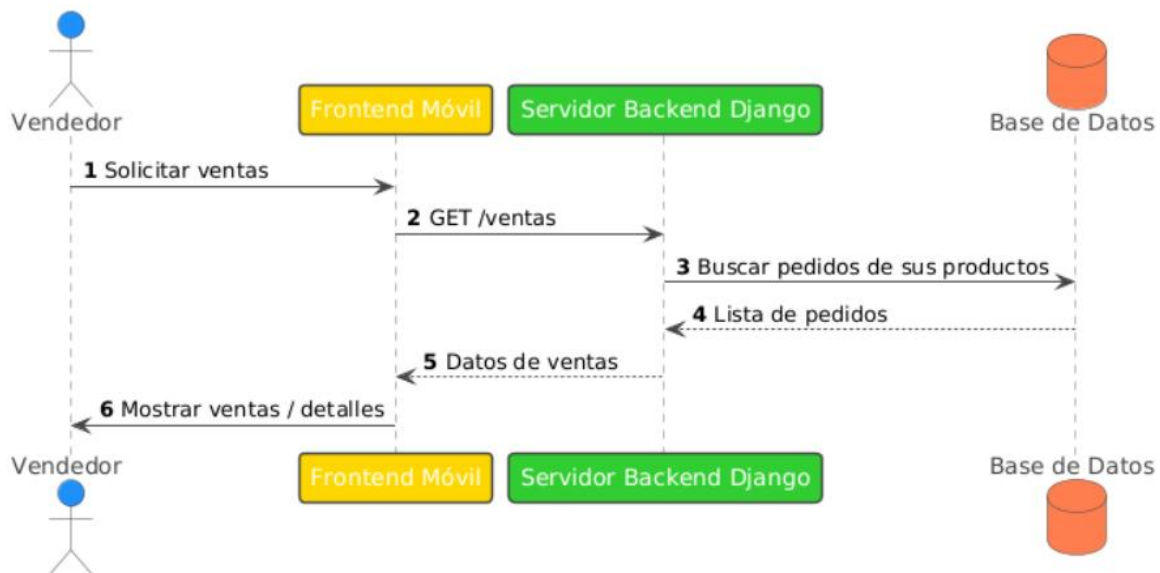 Vendedor
Frontend Móvil
Servidor Backend Django
Base de Datos
1 Solicitar ventas
2 GET /ventas
3 Buscar pedidos de sus productos
4 Lista de pedidos
5 Datos de ventas
6 Mostrar ventas / detalles
Vendedor
Frontend Móvil
Servidor Backend Django
Base de Datos